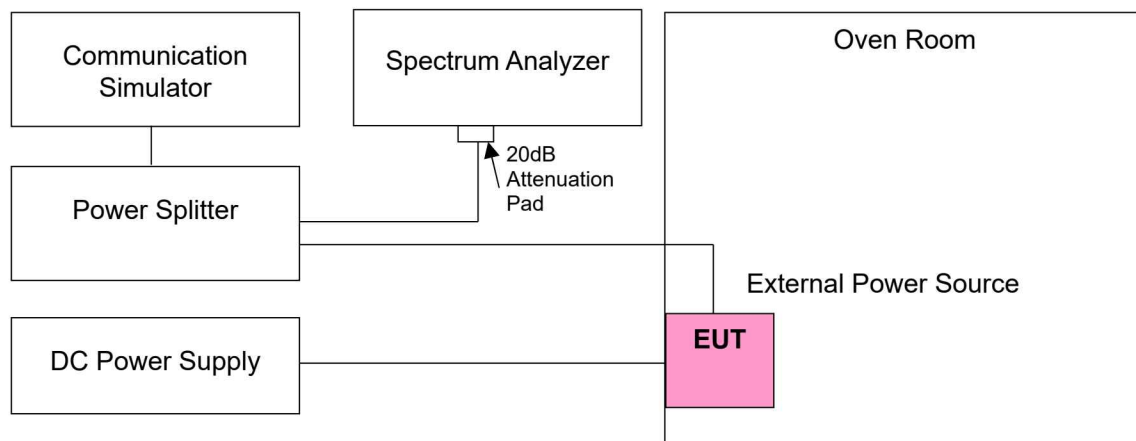 Communication
Simulator
Spectrum Analyzer
Oven Room
20dB
Attenuation
Pad
Power Splitter
External Power Source
EUT
DC Power Supply